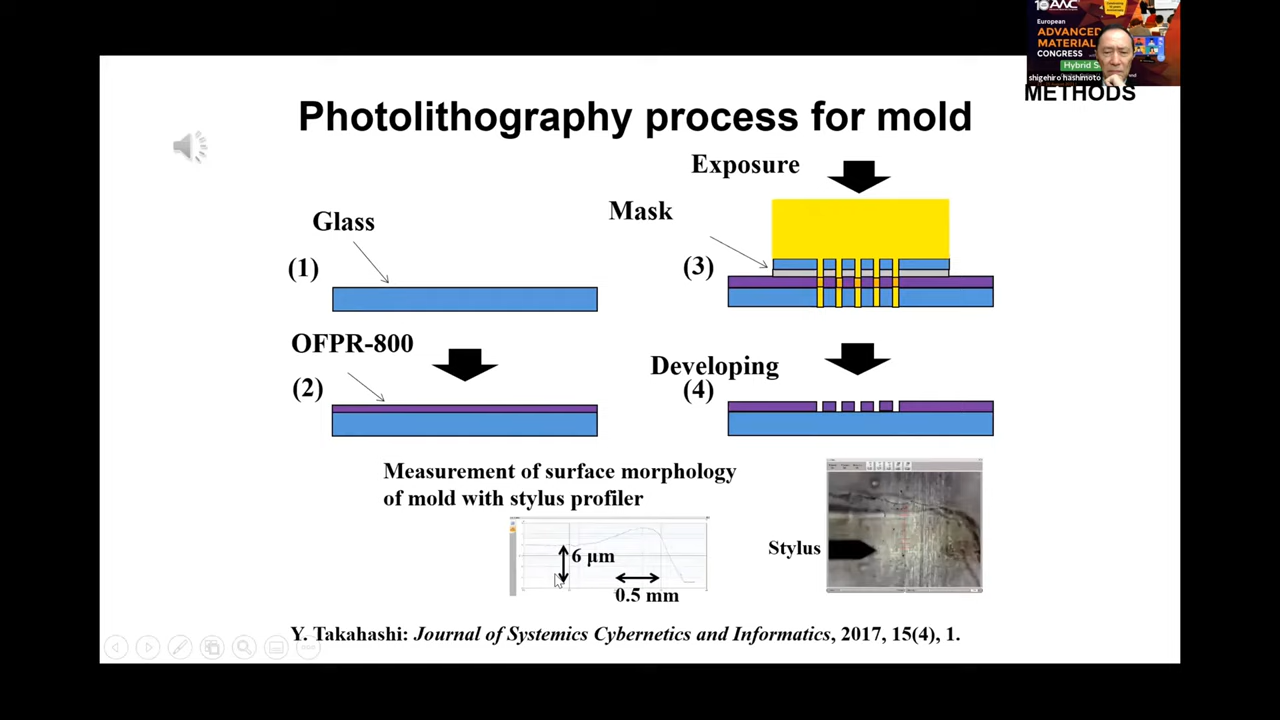 10 AMC
European
ADVANCED
MATERIAL
CONGRESS
Hybrid S
shigehiro hashimoto
METHODS
Photolithography process for mold
Glass
(1)
OFPR-800
(2)
Exposure
Mask
(3)
Developing
(4)
Measurement of surface morphology
of mold with stylus profiler
6 μm
0.5 mm
Stylus
Y. Takahashi: Journal of Systemics Cybernetics and Informatics, 2017, 15(4), 1.